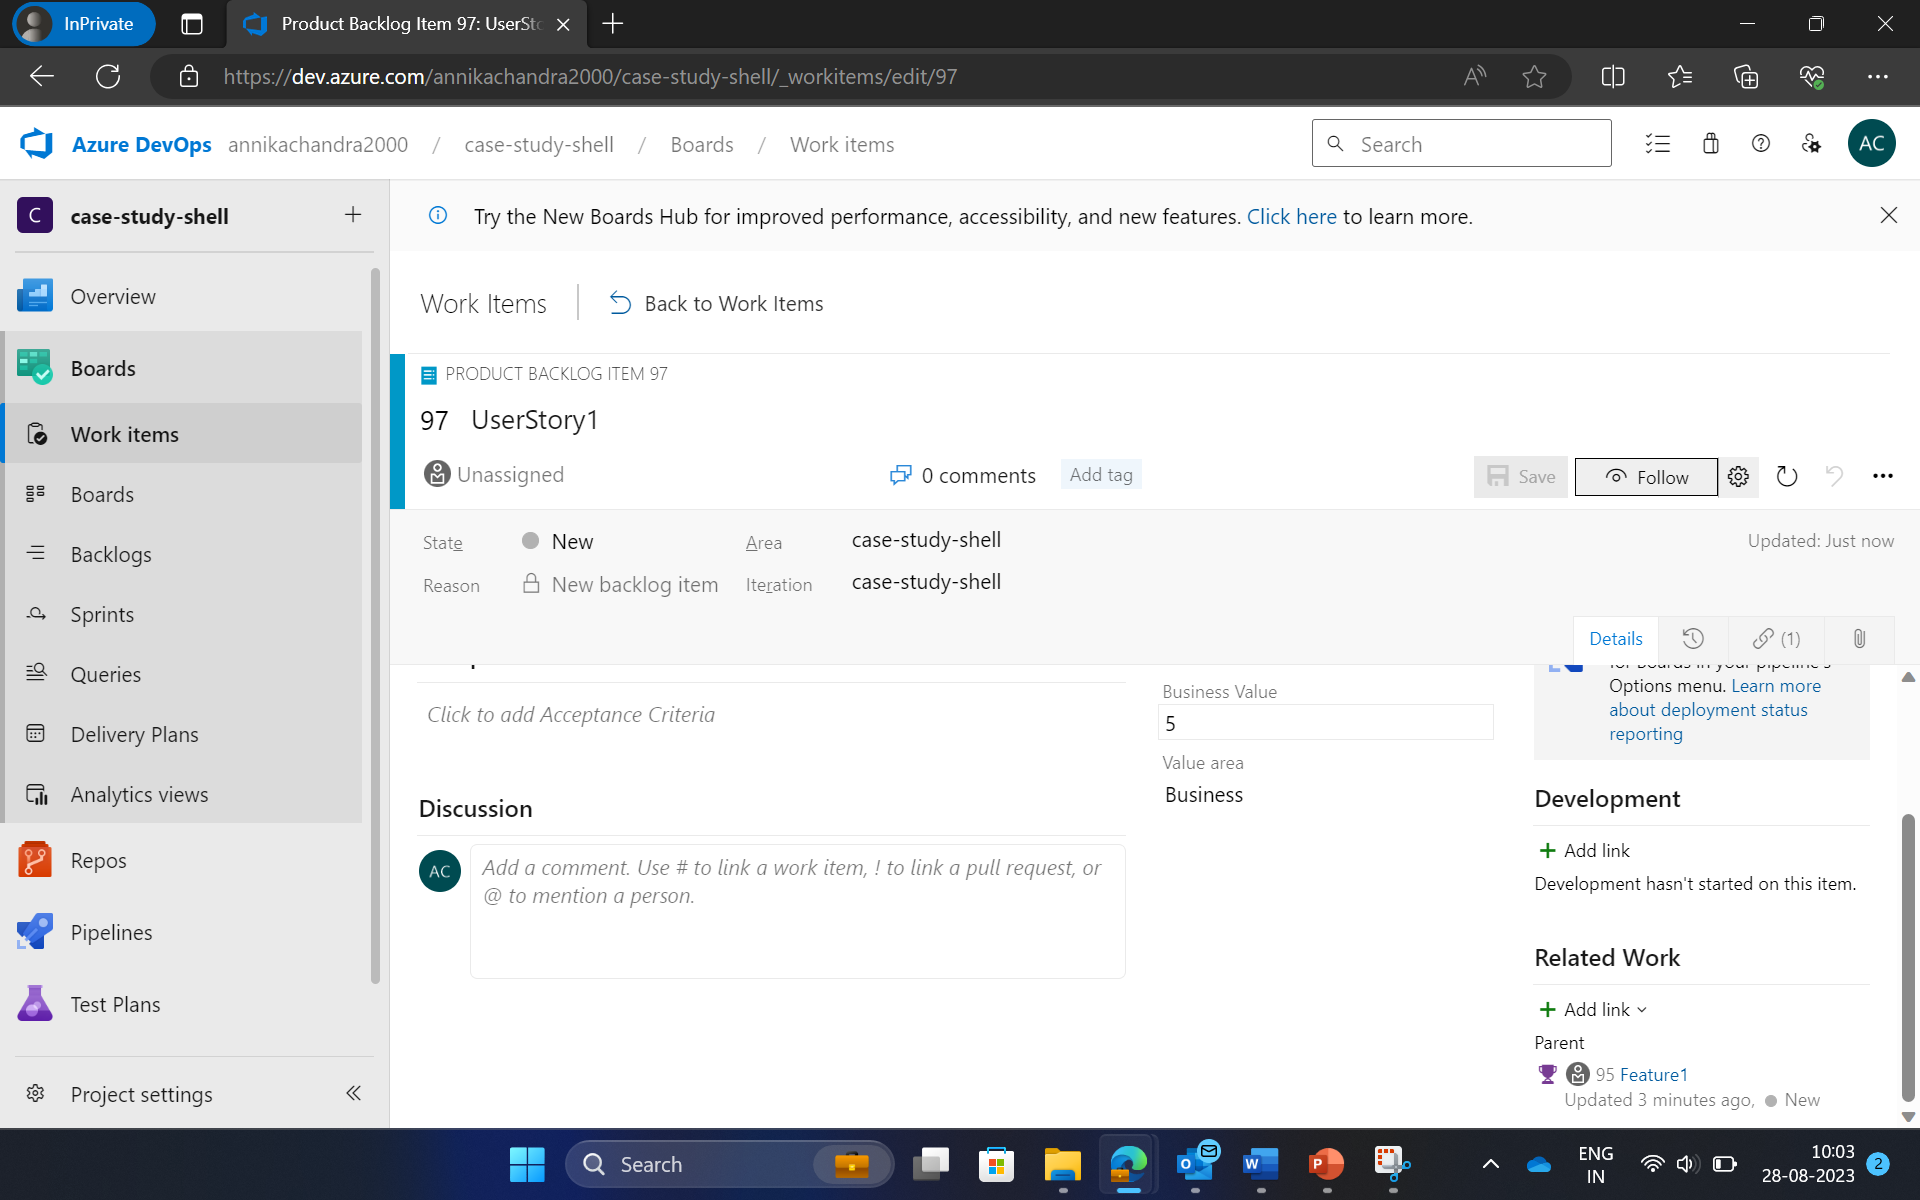 InPrivate
Product Backlog Item 97: UserSto
https://dev.azure.com/annikachandra2000/case-study-shell/_workitems/edit/97
Azure DevOps annikachandra2000 / case-study-shell / Boards / Work items
Search
AC
C case-study-shell
Try the New Boards Hub for improved performance, accessibility, and new features. Click here to learn more.
Overview
Boards
Work items
Boards
Backlogs
Sprints
Queries
Delivery Plans
Analytics views
Repos
Pipelines
Test Plans
Project settings
Work Items
Back to Work Items
PRODUCT BACKLOG ITEM 97
97 UserStory1
Unassigned
0 comments
Add tag
Save
Follow
State New
Area case-study-shell
Updated: Just now
Reason New backlog item
Iteration case-study-shell
Details
(1)
Click to add Acceptance Criteria
Discussion
AC
Add a comment. Use # to link a work item, ! to link a pull request, or
@ to mention a person.
Business Value
5
Value area
Business
for Boards in your pipeline's
Options menu. Learn more
about deployment status
reporting
Development
Add link
Development hasn't started on this item.
Related Work
Add link
Parent
95 Feature1
Updated 3 minutes ago, New
Search
ENG
IN
10:03
28-08-2023
2